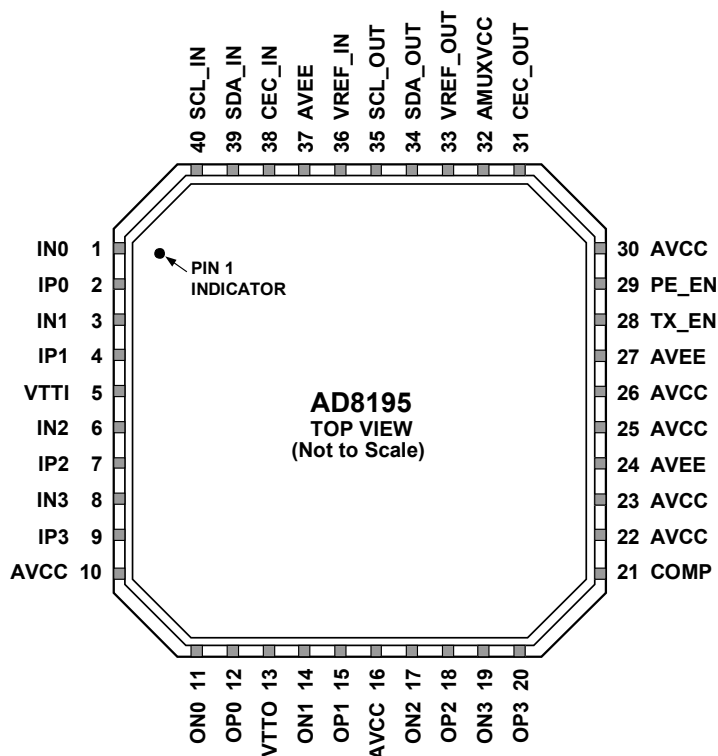 40 SCL_IN
39 SDA_IN
38 CEC_IN
37 AVEE
36 VREF_IN
35 SCL_OUT
34 SDA_OUT
33 VREF_OUT
32 AMUXVCC
31 CEC_OUT
IN0 1
IP0 2
IN1 3
IP1 4
VTTI 5
IN2 6
IP2 7
IN3 8
IP3 9
AVCC 10
PIN 1
INDICATOR
AD8195
TOP VIEW
(Not to Scale)
30 AVCC
29 PE_EN
28 TX_EN
27 AVEE
26 AVCC
25 AVCC
24 AVEE
23 AVCC
22 AVCC
21 COMP
ON0 11
OP0 12
VTTO 13
ON1 14
OP1 15
AVCC 16
ON2 17
OP2 18
ON3 19
OP3 20